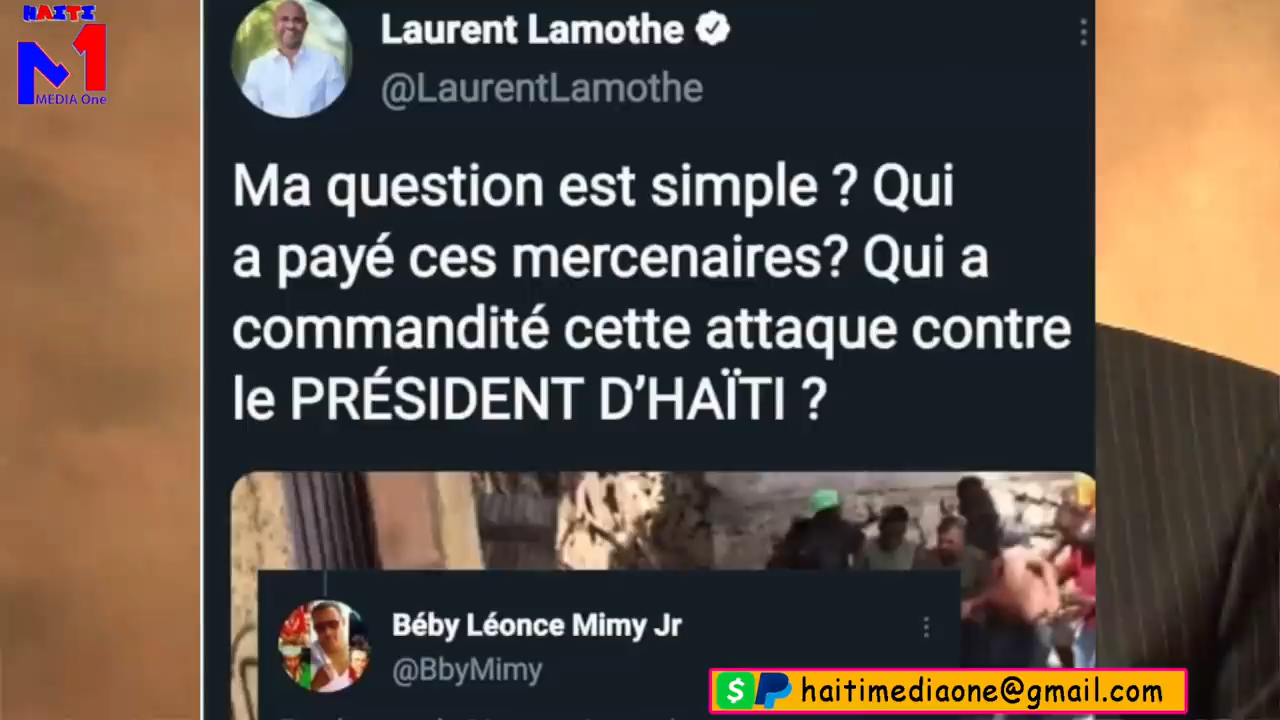 HAITI
M1
MEDIA One
Laurent Lamothe
@LaurentLamothe
Ma question est simple ? Qui
a payé ces mercenaires? Qui a
commandité cette attaque contre
le PRÉSIDENT D’HAÏTI ?
Béby Léonce Mimy Jr
@BbyMimy
$ P haitimediaone@gmail.com